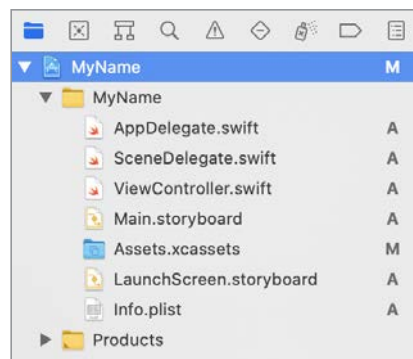 MyName M
MyName
AppDelegate.swift A
SceneDelegate.swift A
ViewController.swift A
Main.storyboard A
Assets.xcassets M
LaunchScreen.storyboard A
Info.plist A
Products